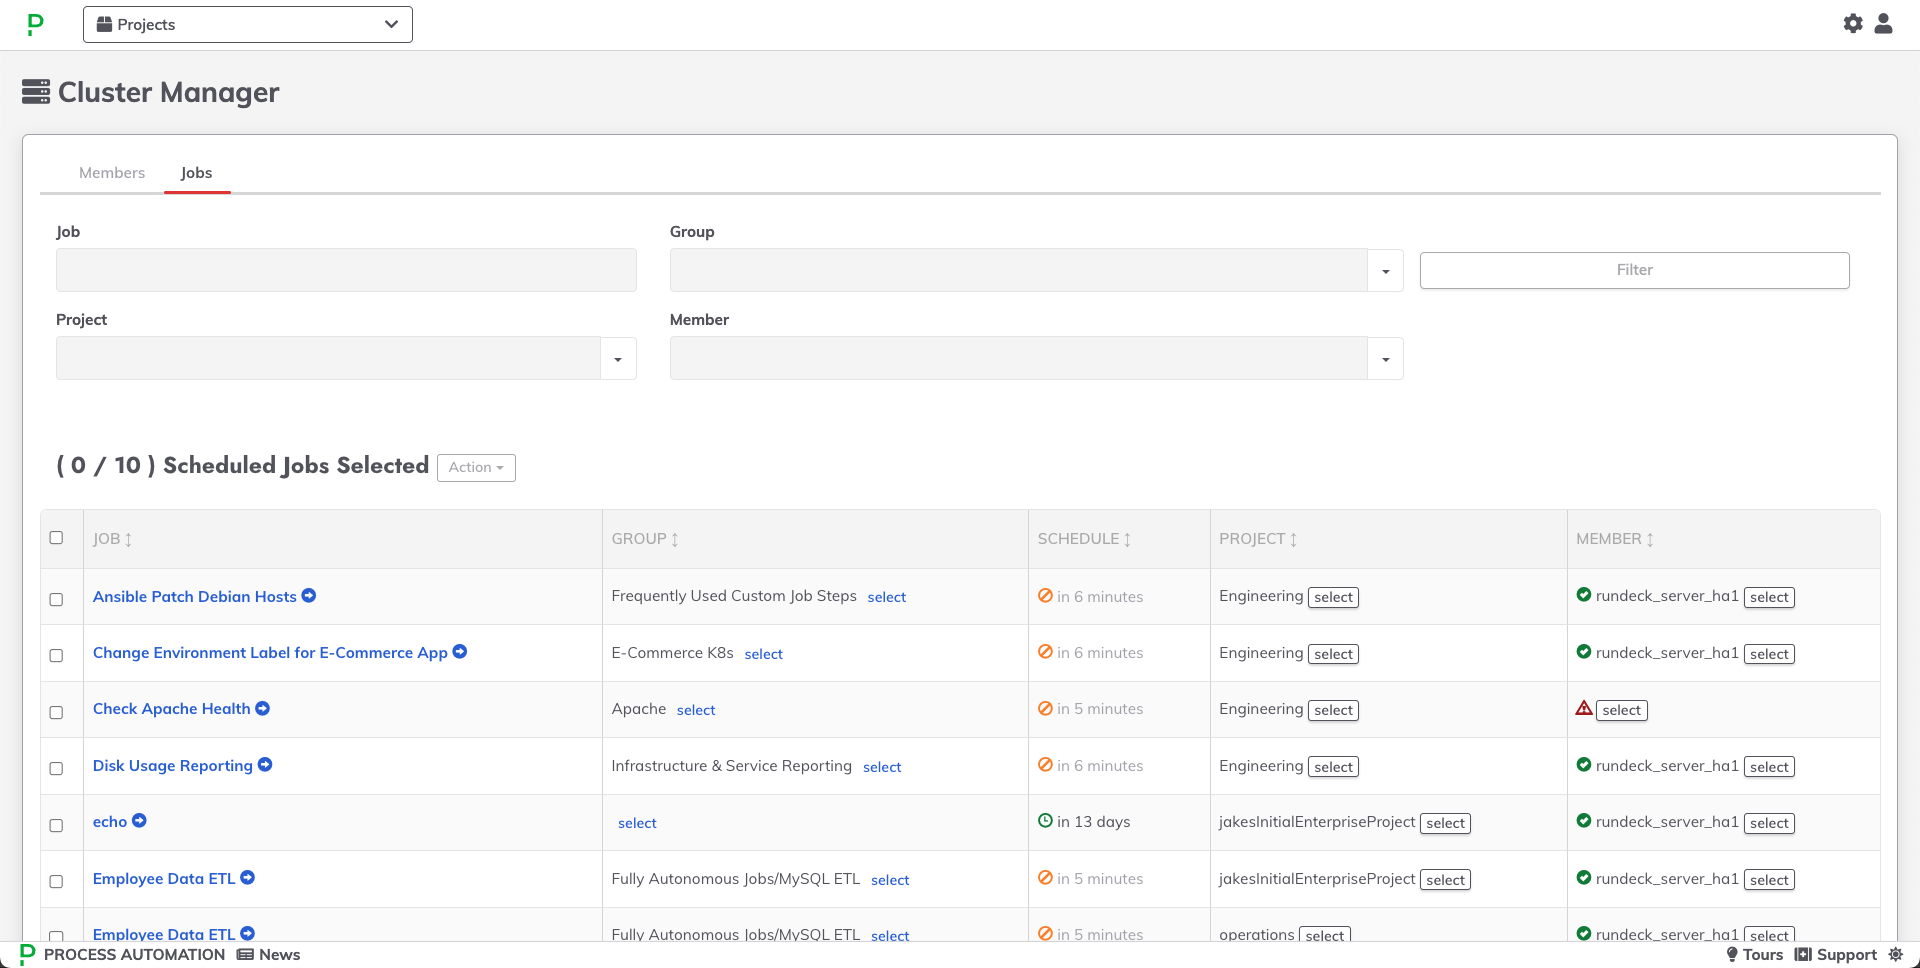 P Projects
Cluster Manager
Members Jobs
Job Group
Filter
Project Member
( 0 / 10 ) Scheduled Jobs Selected Action
JOB GROUP SCHEDULE PROJECT MEMBER
Ansible Patch Debian Hosts Frequently Used Custom Job Steps select in 6 minutes Engineering select rundeck_server_ha1 select
Change Environment Label for E-Commerce App E-Commerce K8s select in 6 minutes Engineering select rundeck_server_ha1 select
Check Apache Health Apache select in 5 minutes Engineering select select
Disk Usage Reporting Infrastructure & Service Reporting select in 6 minutes Engineering select rundeck_server_ha1 select
echo select in 13 days jakesInitialEnterpriseProject select rundeck_server_ha1 select
Employee Data ETL Fully Autonomous Jobs/MySQL ETL select in 5 minutes jakesInitialEnterpriseProject select rundeck_server_ha1 select
Employee Data ETL Fully Autonomous Jobs/MySQL ETL select in 5 minutes operations select rundeck_server_ha1 select
P PROCESS AUTOMATION News Tours Support